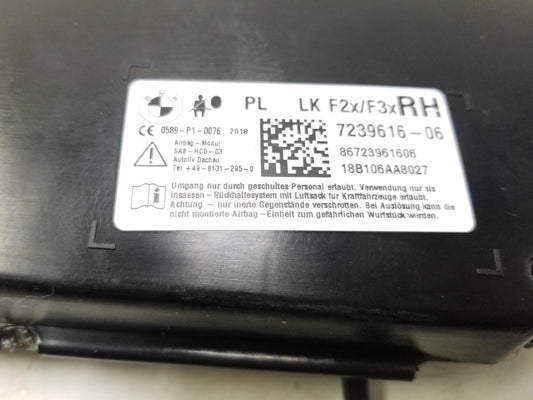 PL LK F2x/F3xRH
CE 0589-P1-0076 2018
7239616-06
Airbag-Modul
SAB-HCD-03
Autoliv Dachau
Tel +49-8131-295-0
86723961606
18B106AA8027
Umgang nur durch geschultes Personal erlaubt. Verwendung nur als
Insassen - Rückhaltesystem mit Luftsack für Kraftfahrzeuge erlaubt.
Achtung - nur inerte Gegenstände verschrotten. Bei Auslösung kann die
nicht montierte Airbag-Einheit zum gefährlichen Wurfstück werden.